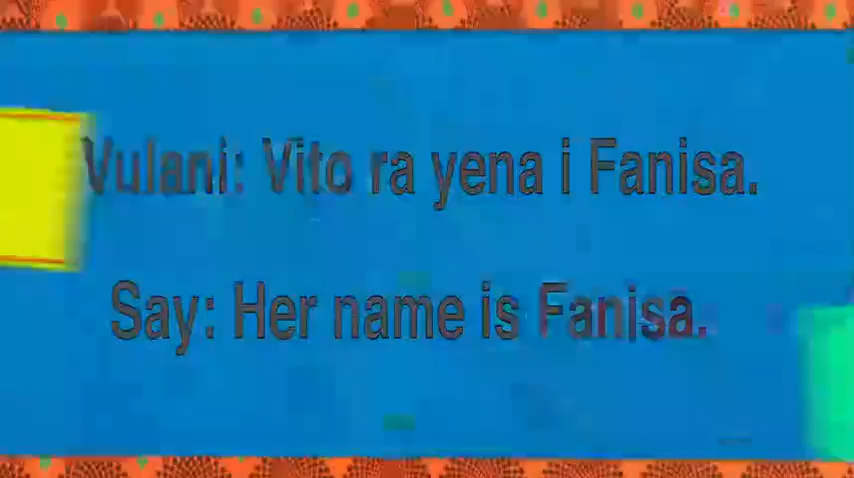 Vulani: Vito ra yena i Fanisa.
Say: Her name is Fanisa.